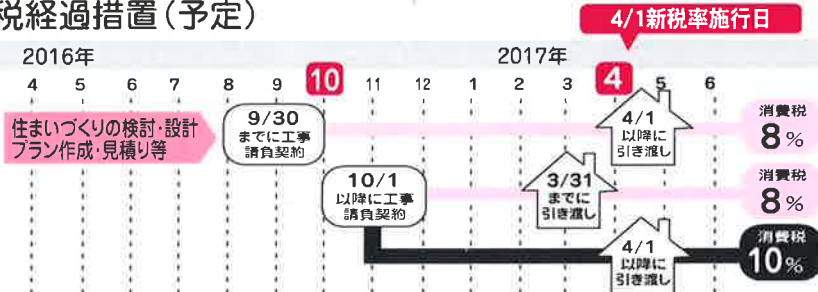 税経過措置(予定)
4/1新税率施行日
2016年
2017年
4 5 6 7 8 9 10 11 12 1 2 3 4 5 6
住まいづくりの検討・設計
プラン作成・見積り等
9/30
までに工事
請負契約
4/1
以降に
引き渡し
消費税
8%
10/1
以降に工事
請負契約
3/31
までに
引き渡し
消費税
8%
4/1
以降に
引き渡し
消費税
10%